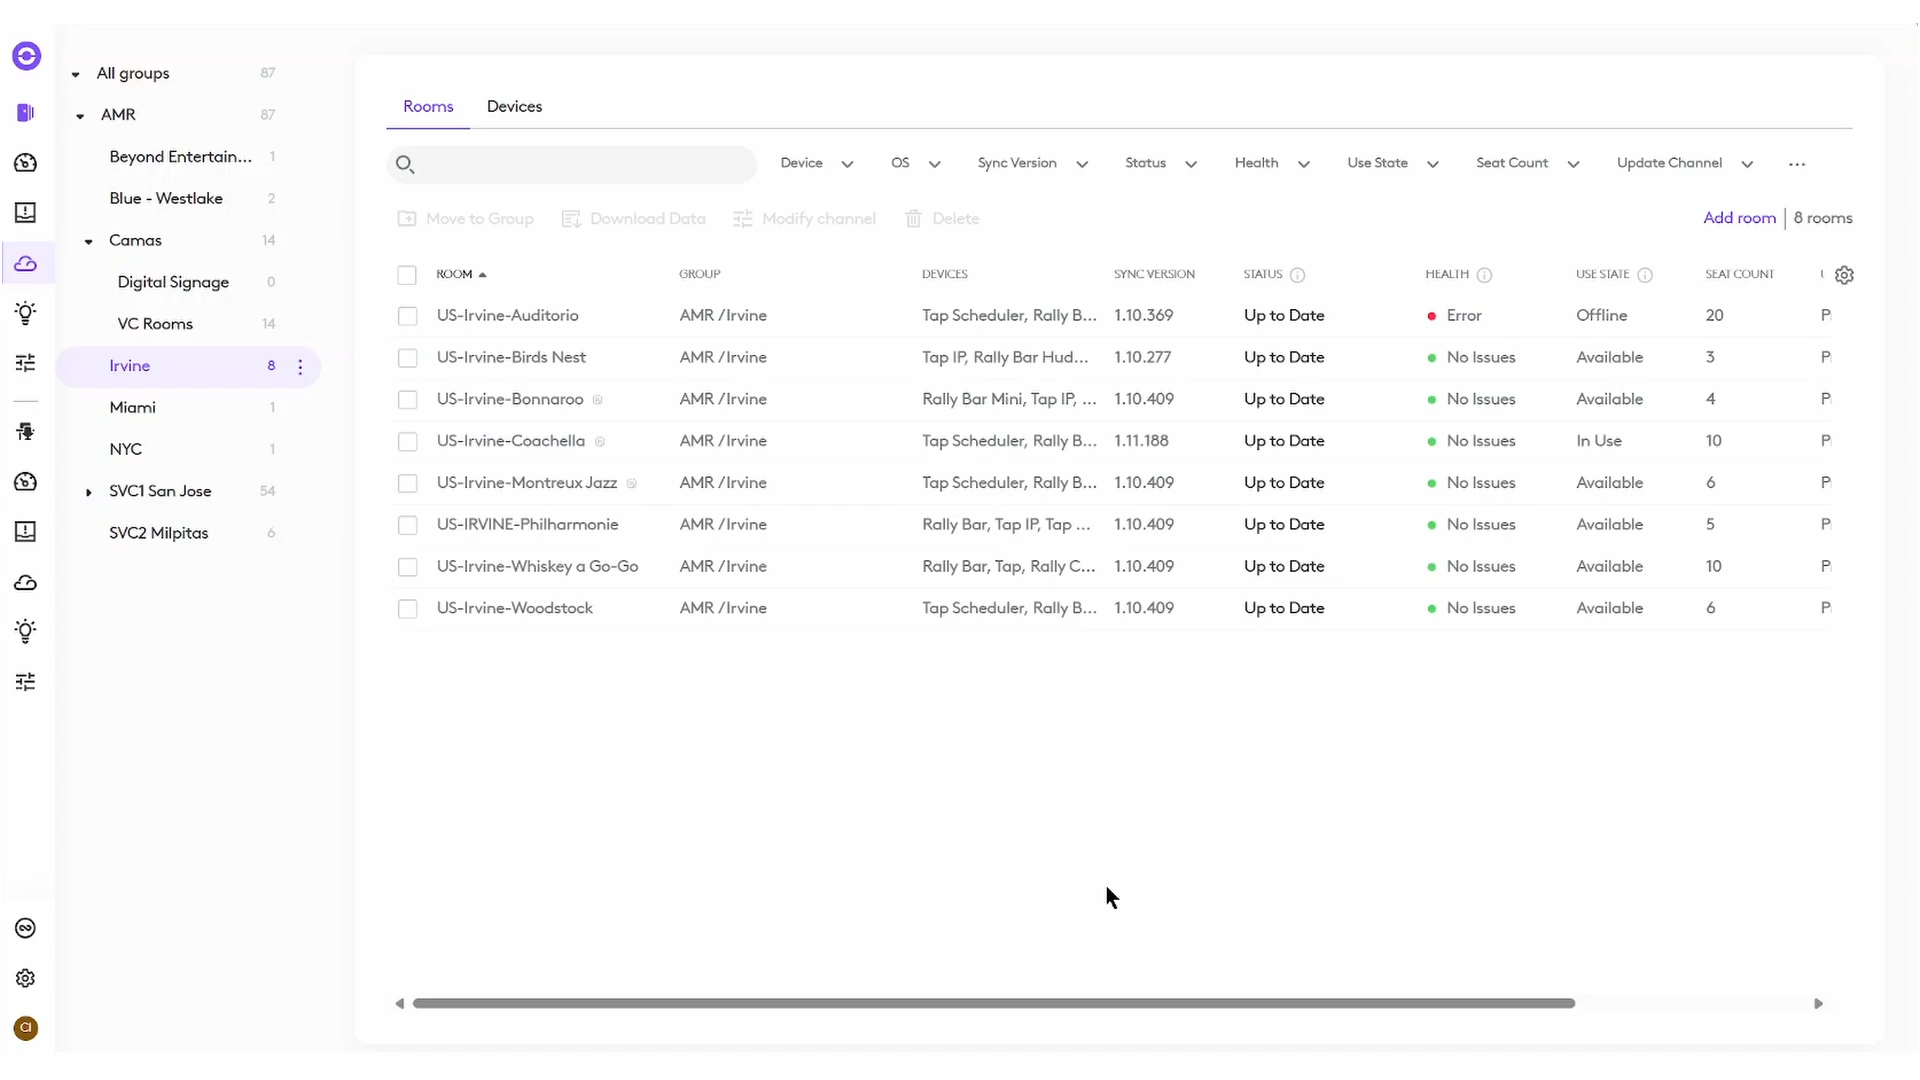 All groups 87
AMR 87
Beyond Entertain... 1
Blue - Westlake 2
Camas 14
Digital Signage 0
VC Rooms 14
Irvine 8
Miami 1
NYC 1
SVC1 San Jose 54
SVC2 Milpitas 6
CI
Rooms Devices
Device OS Sync Version Status Health Use State Seat Count Update Channel ...
Move to Group Download Data Modify channel Delete Add room 8 rooms
ROOM GROUP DEVICES SYNC VERSION STATUS HEALTH USE STATE SEAT COUNT
US-Irvine-Auditorio AMR /Irvine Tap Scheduler, Rally B... 1.10.369 Up to Date Error Offline 20 P
US-Irvine-Birds Nest AMR /Irvine Tap IP, Rally Bar Hud... 1.10.277 Up to Date No Issues Available 3 P
US-Irvine-Bonnaroo AMR /Irvine Rally Bar Mini, Tap IP, ... 1.10.409 Up to Date No Issues Available 4 P
US-Irvine-Coachella AMR /Irvine Tap Scheduler, Rally B... 1.11.188 Up to Date No Issues In Use 10 P
US-Irvine-Montreux Jazz AMR /Irvine Tap Scheduler, Rally B... 1.10.409 Up to Date No Issues Available 6 P
US-IRVINE-Philharmonie AMR /Irvine Rally Bar, Tap IP, Tap ... 1.10.409 Up to Date No Issues Available 5 P
US-Irvine-Whiskey a Go-Go AMR /Irvine Rally Bar, Tap, Rally C... 1.10.409 Up to Date No Issues Available 10 P
US-Irvine-Woodstock AMR /Irvine Tap Scheduler, Rally B... 1.10.409 Up to Date No Issues Available 6 P